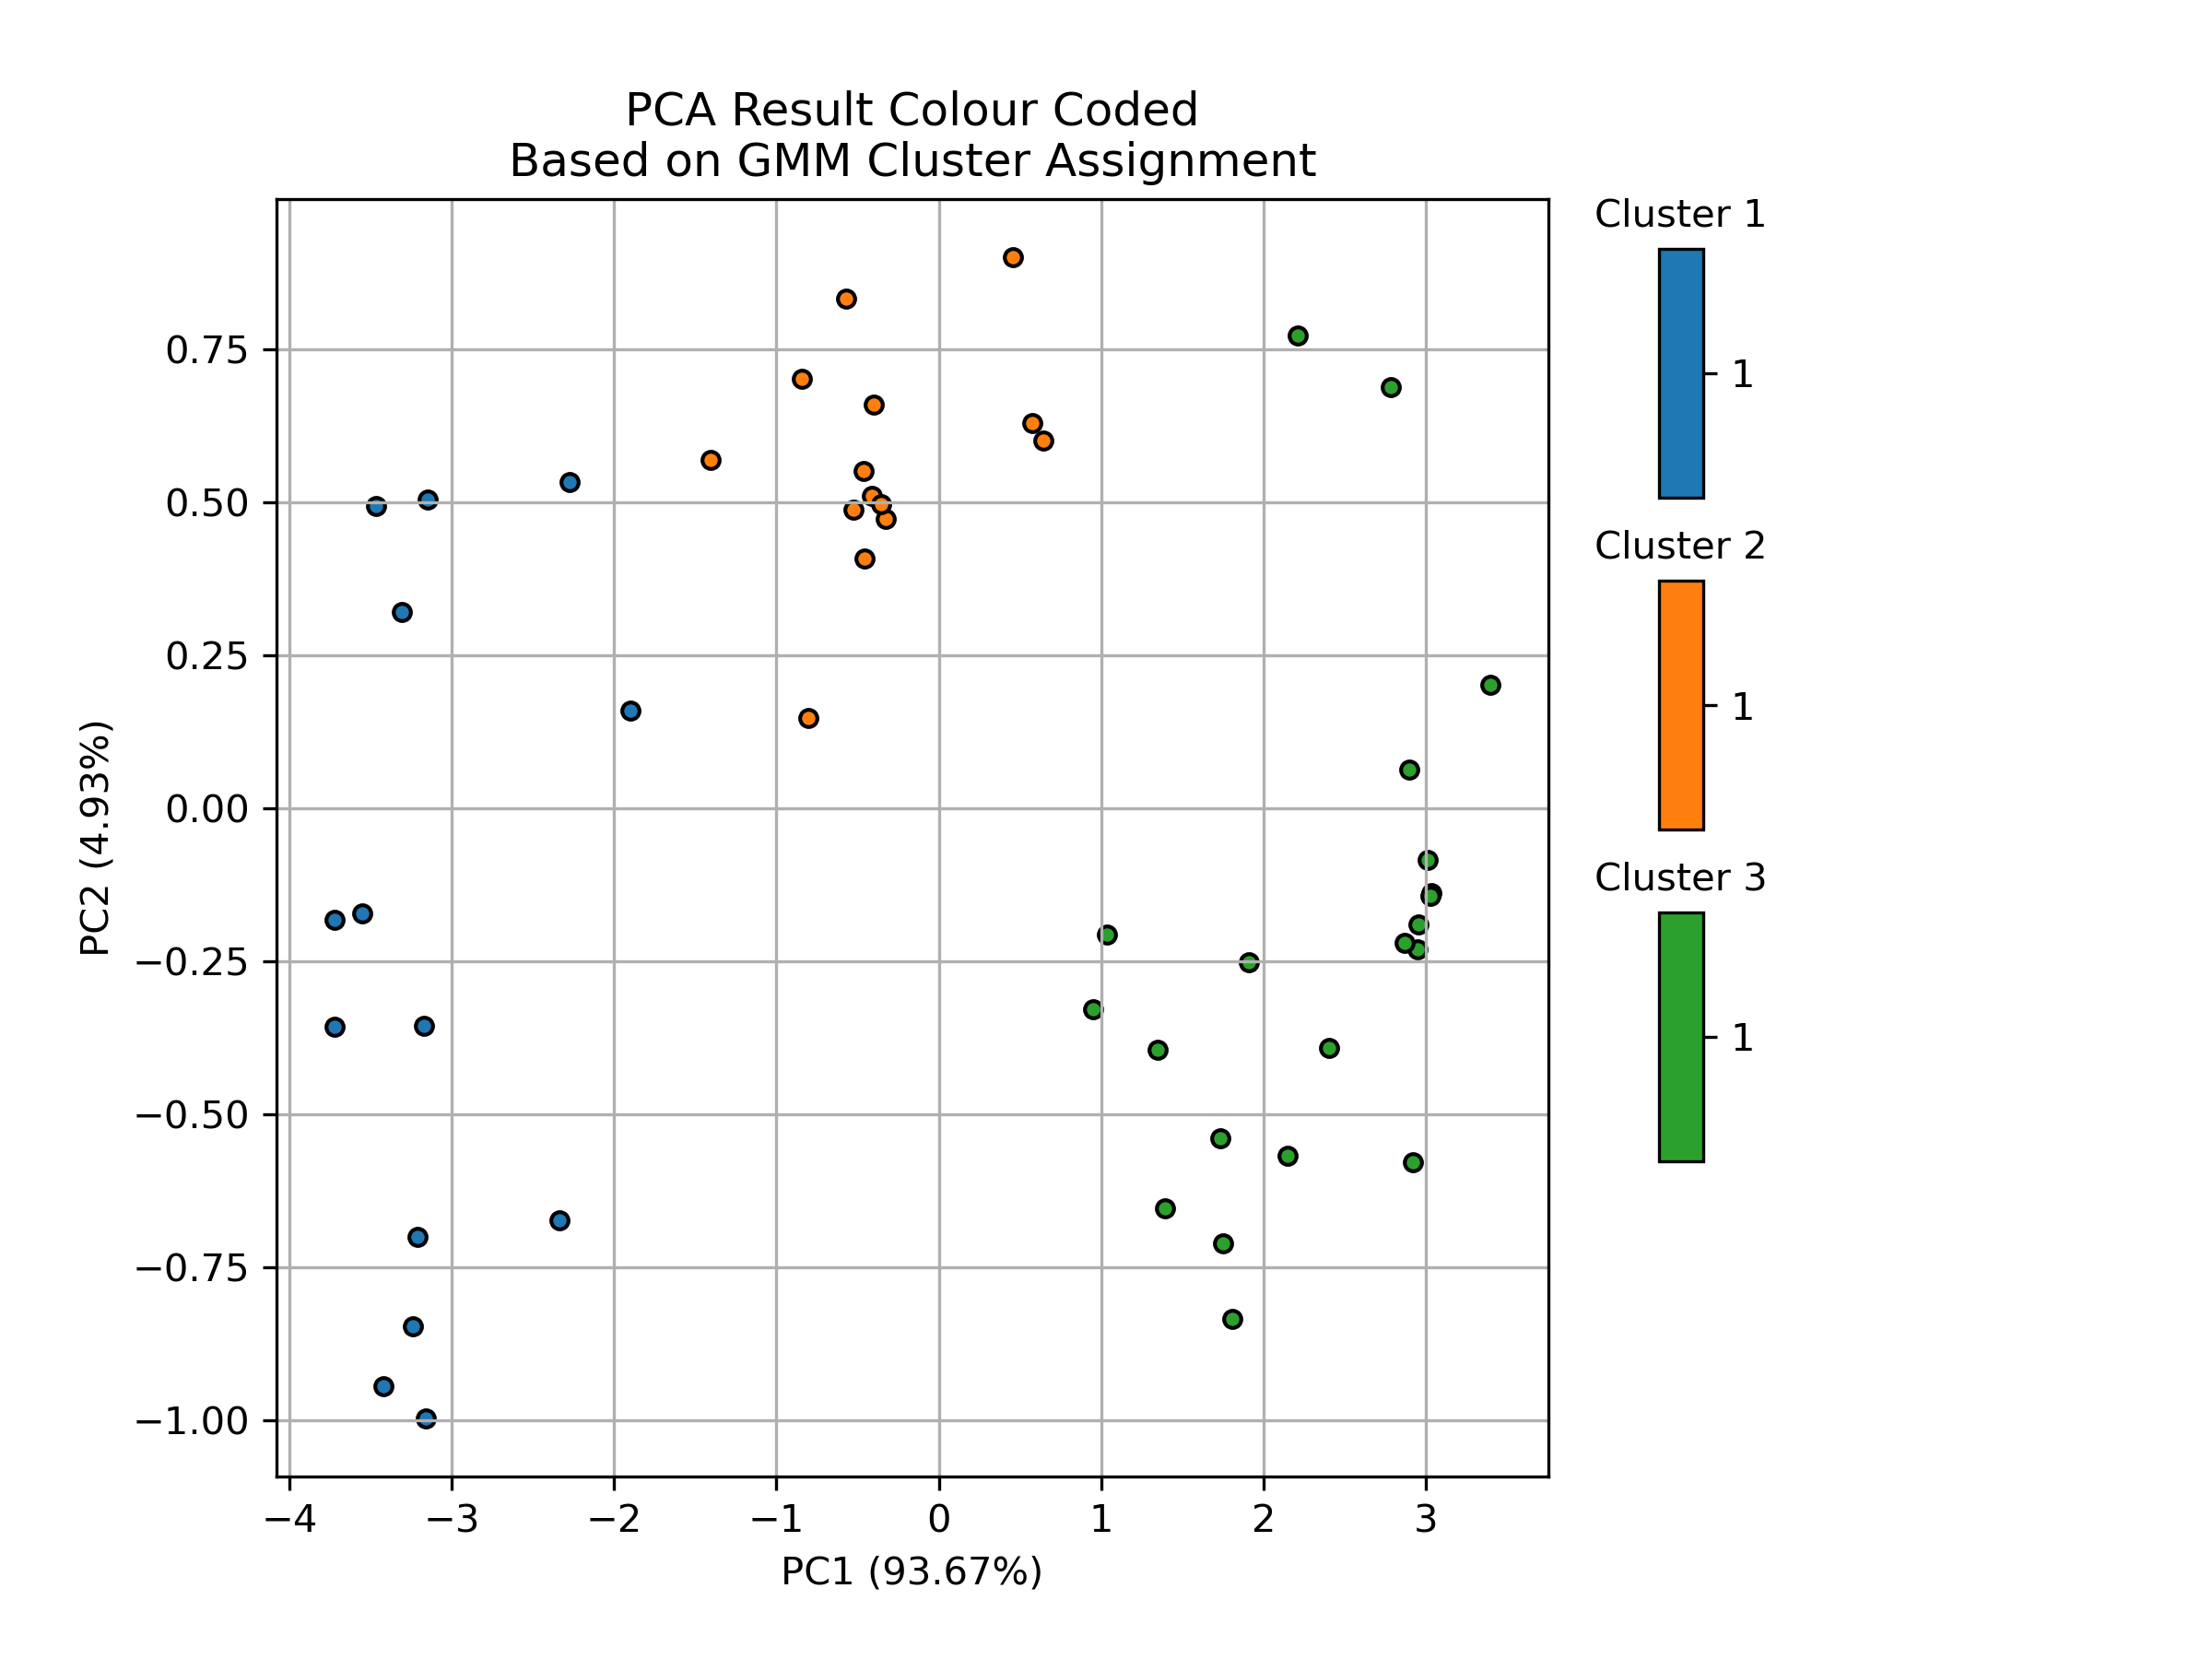 PCA Result Colour Coded
Based on GMM Cluster Assignment
Cluster 1
1
Cluster 2
1
Cluster 3
1
PC2 (4.93%)
0.75
0.50
0.25
0.00
−0.25
−0.50
−0.75
−1.00
−4 −3 −2 −1 0 1 2 3
PC1 (93.67%)